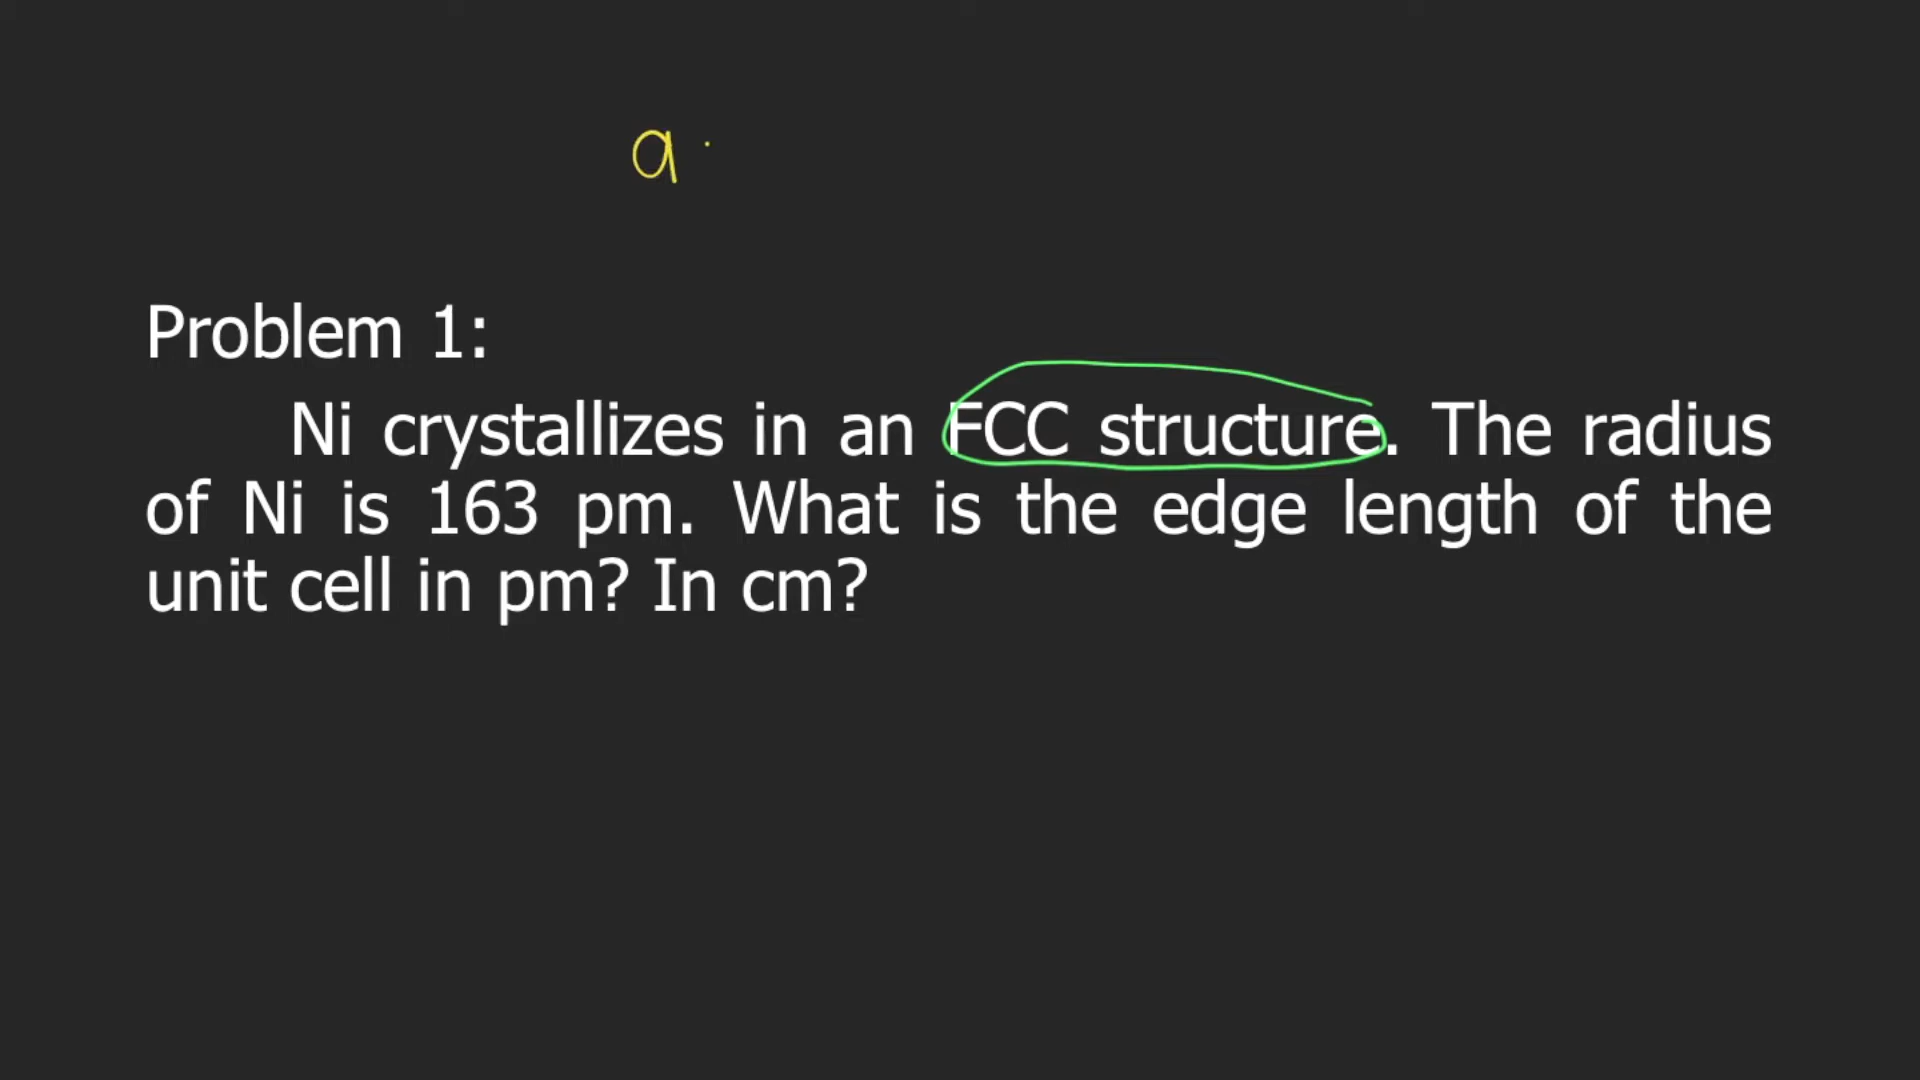 a
Problem 1:
Ni crystallizes in an FCC structure. The radius
of Ni is 163 pm. What is the edge length of the
unit cell in pm? In cm?